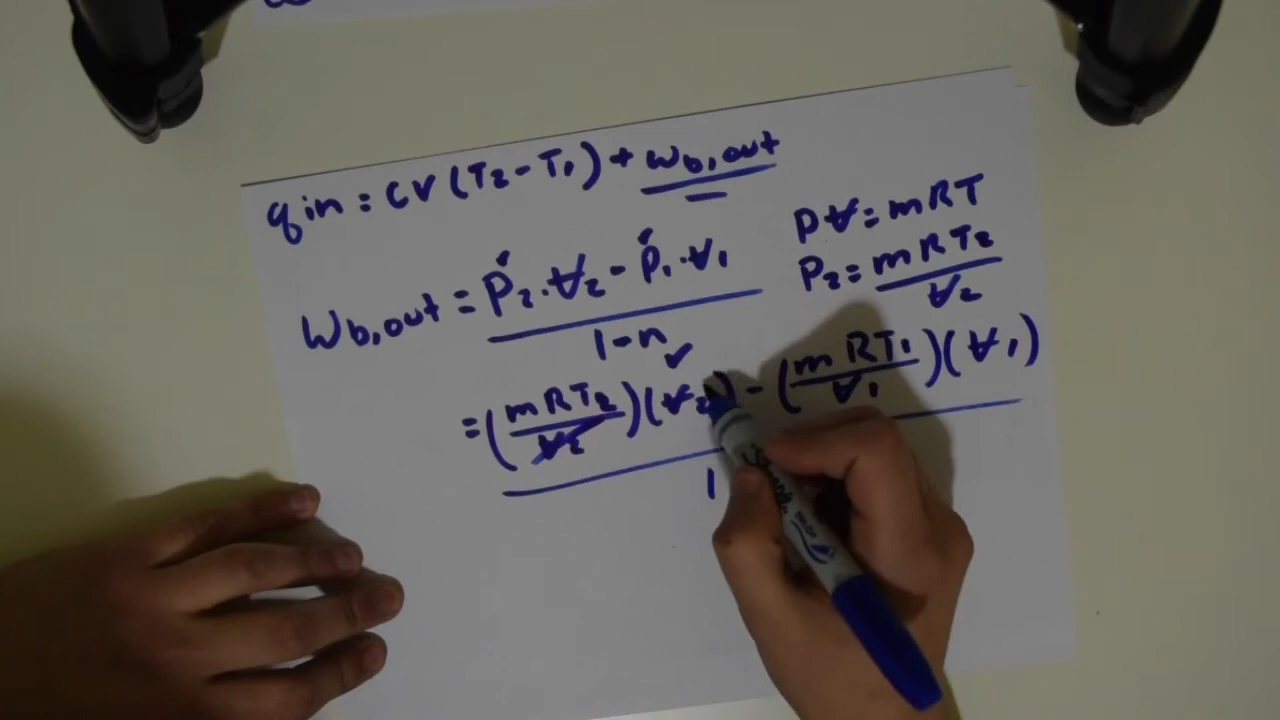 qin = CV (T2 - T1) + Wb,out
PV = mRT
Wb,out = P2 · V2 - P1 · V1 / 1-n
P2 = mRT2 / V2
= (mRT2 / V2)(V2) - (mRT1 / V1)(V1) / 1